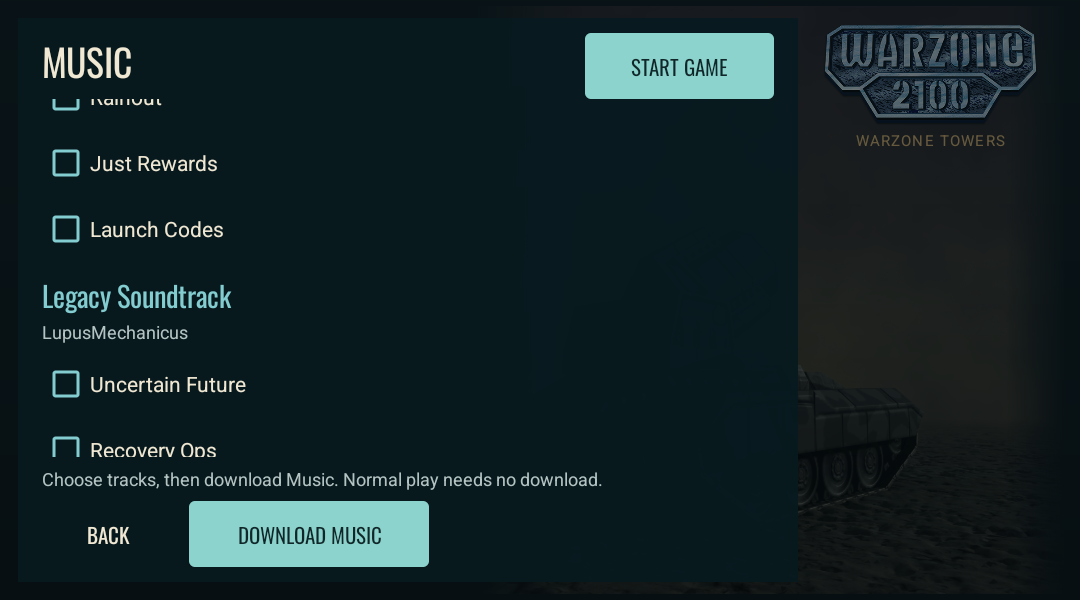 MUSIC
START GAME
WARZONE
2100
WARZONE TOWERS
Rainout
Just Rewards
Launch Codes
Legacy Soundtrack
LupusMechanicus
Uncertain Future
Recovery Ops
Choose tracks, then download Music. Normal play needs no download.
BACK
DOWNLOAD MUSIC